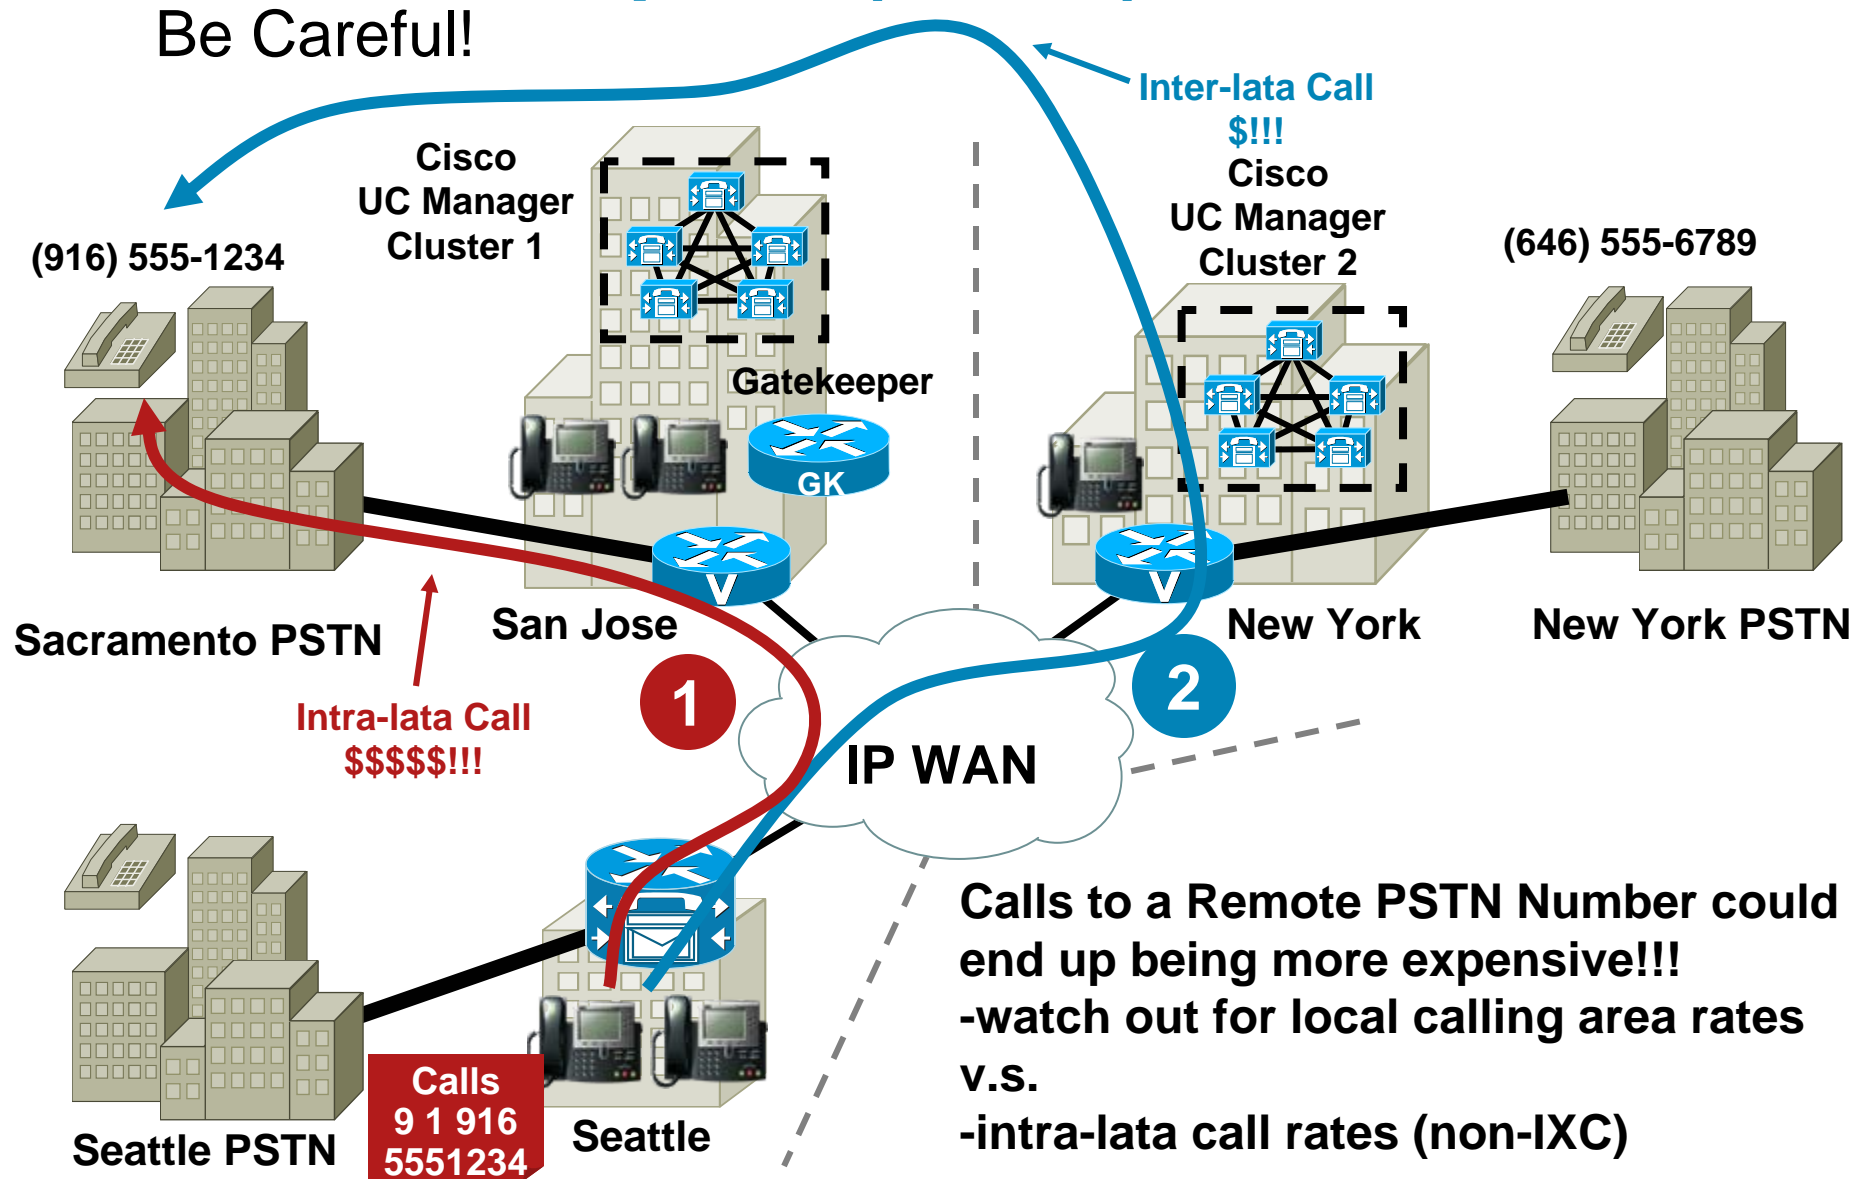 Be Careful!
Inter-lata Call
$!!!
Cisco
UC Manager
Cluster 1
Cisco
UC Manager
Cluster 2
(916) 555-1234
(646) 555-6789
Gatekeeper
GK
V
V
Sacramento PSTN
San Jose
New York
New York PSTN
1
2
Intra-lata Call
$$$$$!!!
IP WAN
Calls to a Remote PSTN Number could
end up being more expensive!!!
-watch out for local calling area rates
v.s.
-intra-lata call rates (non-IXC)
Calls
9 1 916
5551234
Seattle PSTN
Seattle